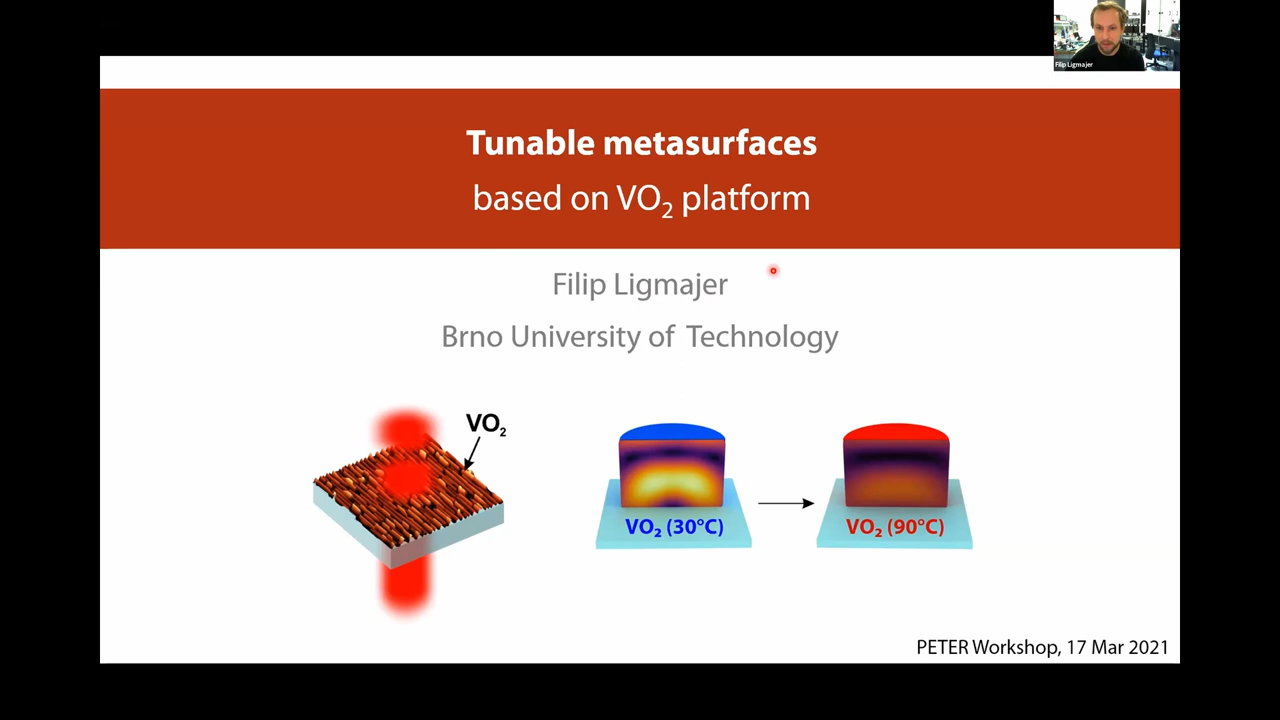 Filip Ligmajer
Tunable metasurfaces
based on VO₂ platform
Filip Ligmajer
Brno University of Technology
VO₂
VO₂ (30°C)
VO₂ (90°C)
PETER Workshop, 17 Mar 2021